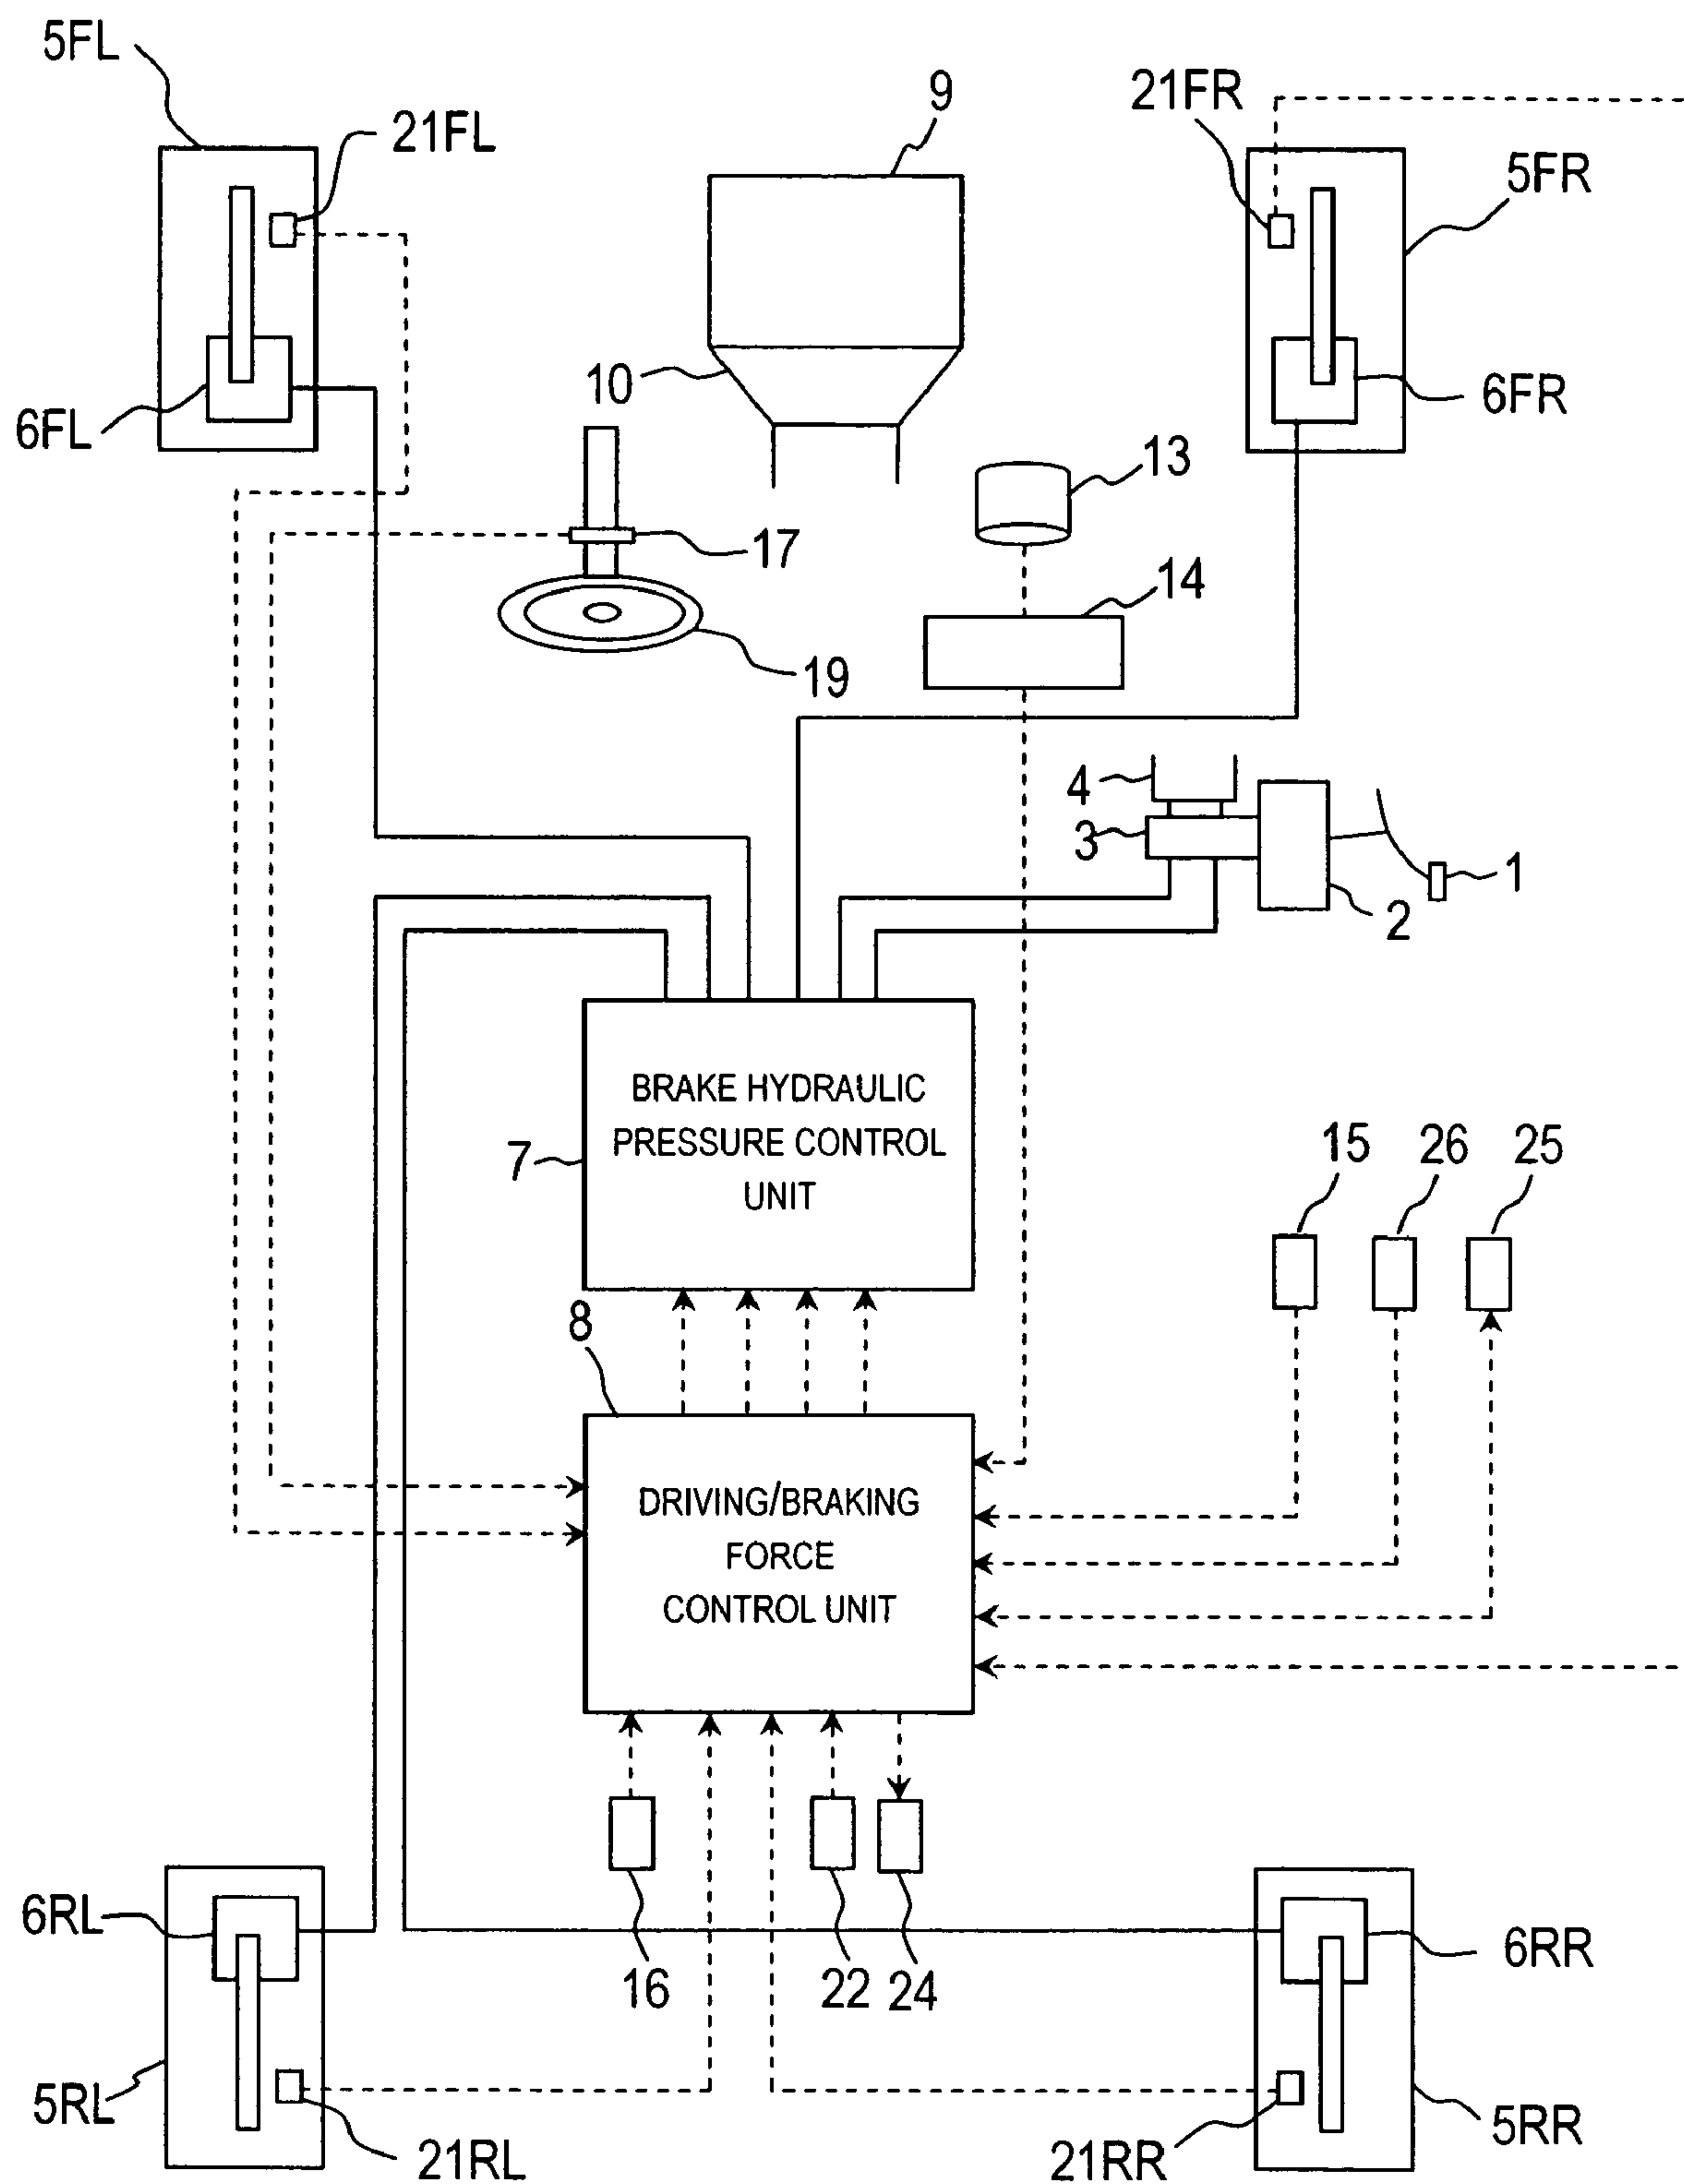 5FL
21FL
9
21FR
5FR
10
6FL
6FR
13
17
14
19
4
3
1
2
BRAKE HYDRAULIC
PRESSURE CONTROL
UNIT
7
15
26
25
8
DRIVING/BRAKING
FORCE
CONTROL UNIT
6RL
16
22
24
6RR
5RL
21RL
21RR
5RR